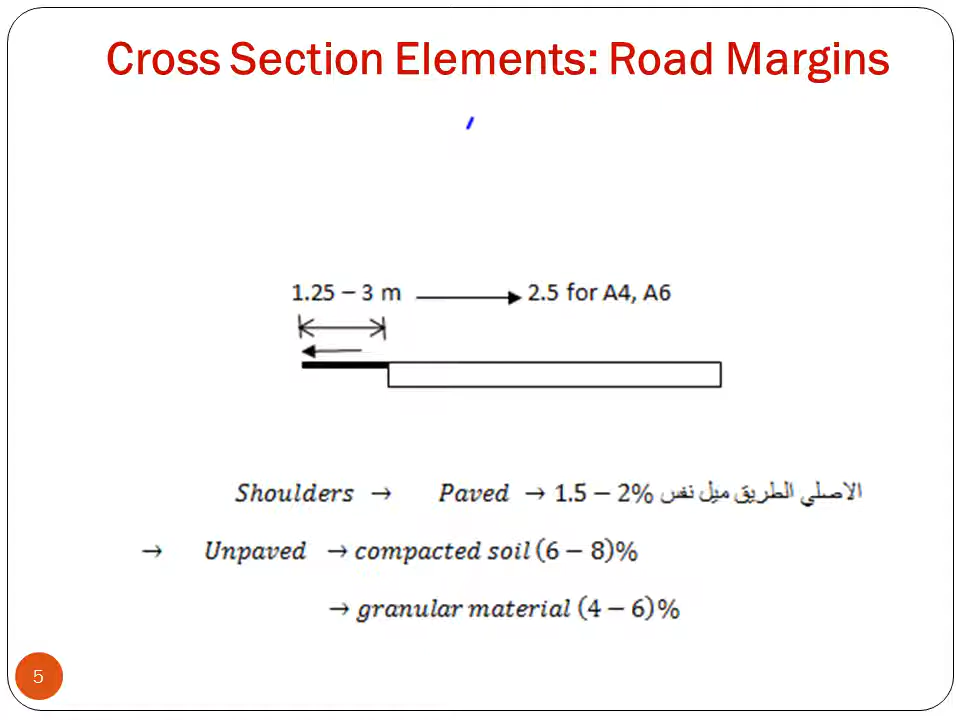 Cross Section Elements: Road Margins
1.25 – 3 m → 2.5 for A4, A6
Shoulders → Paved → 1.5 − 2% الاصلي الطريق ميل نفس
→ Unpaved → compacted soil (6 − 8)%
→ granular material (4 − 6)%
5